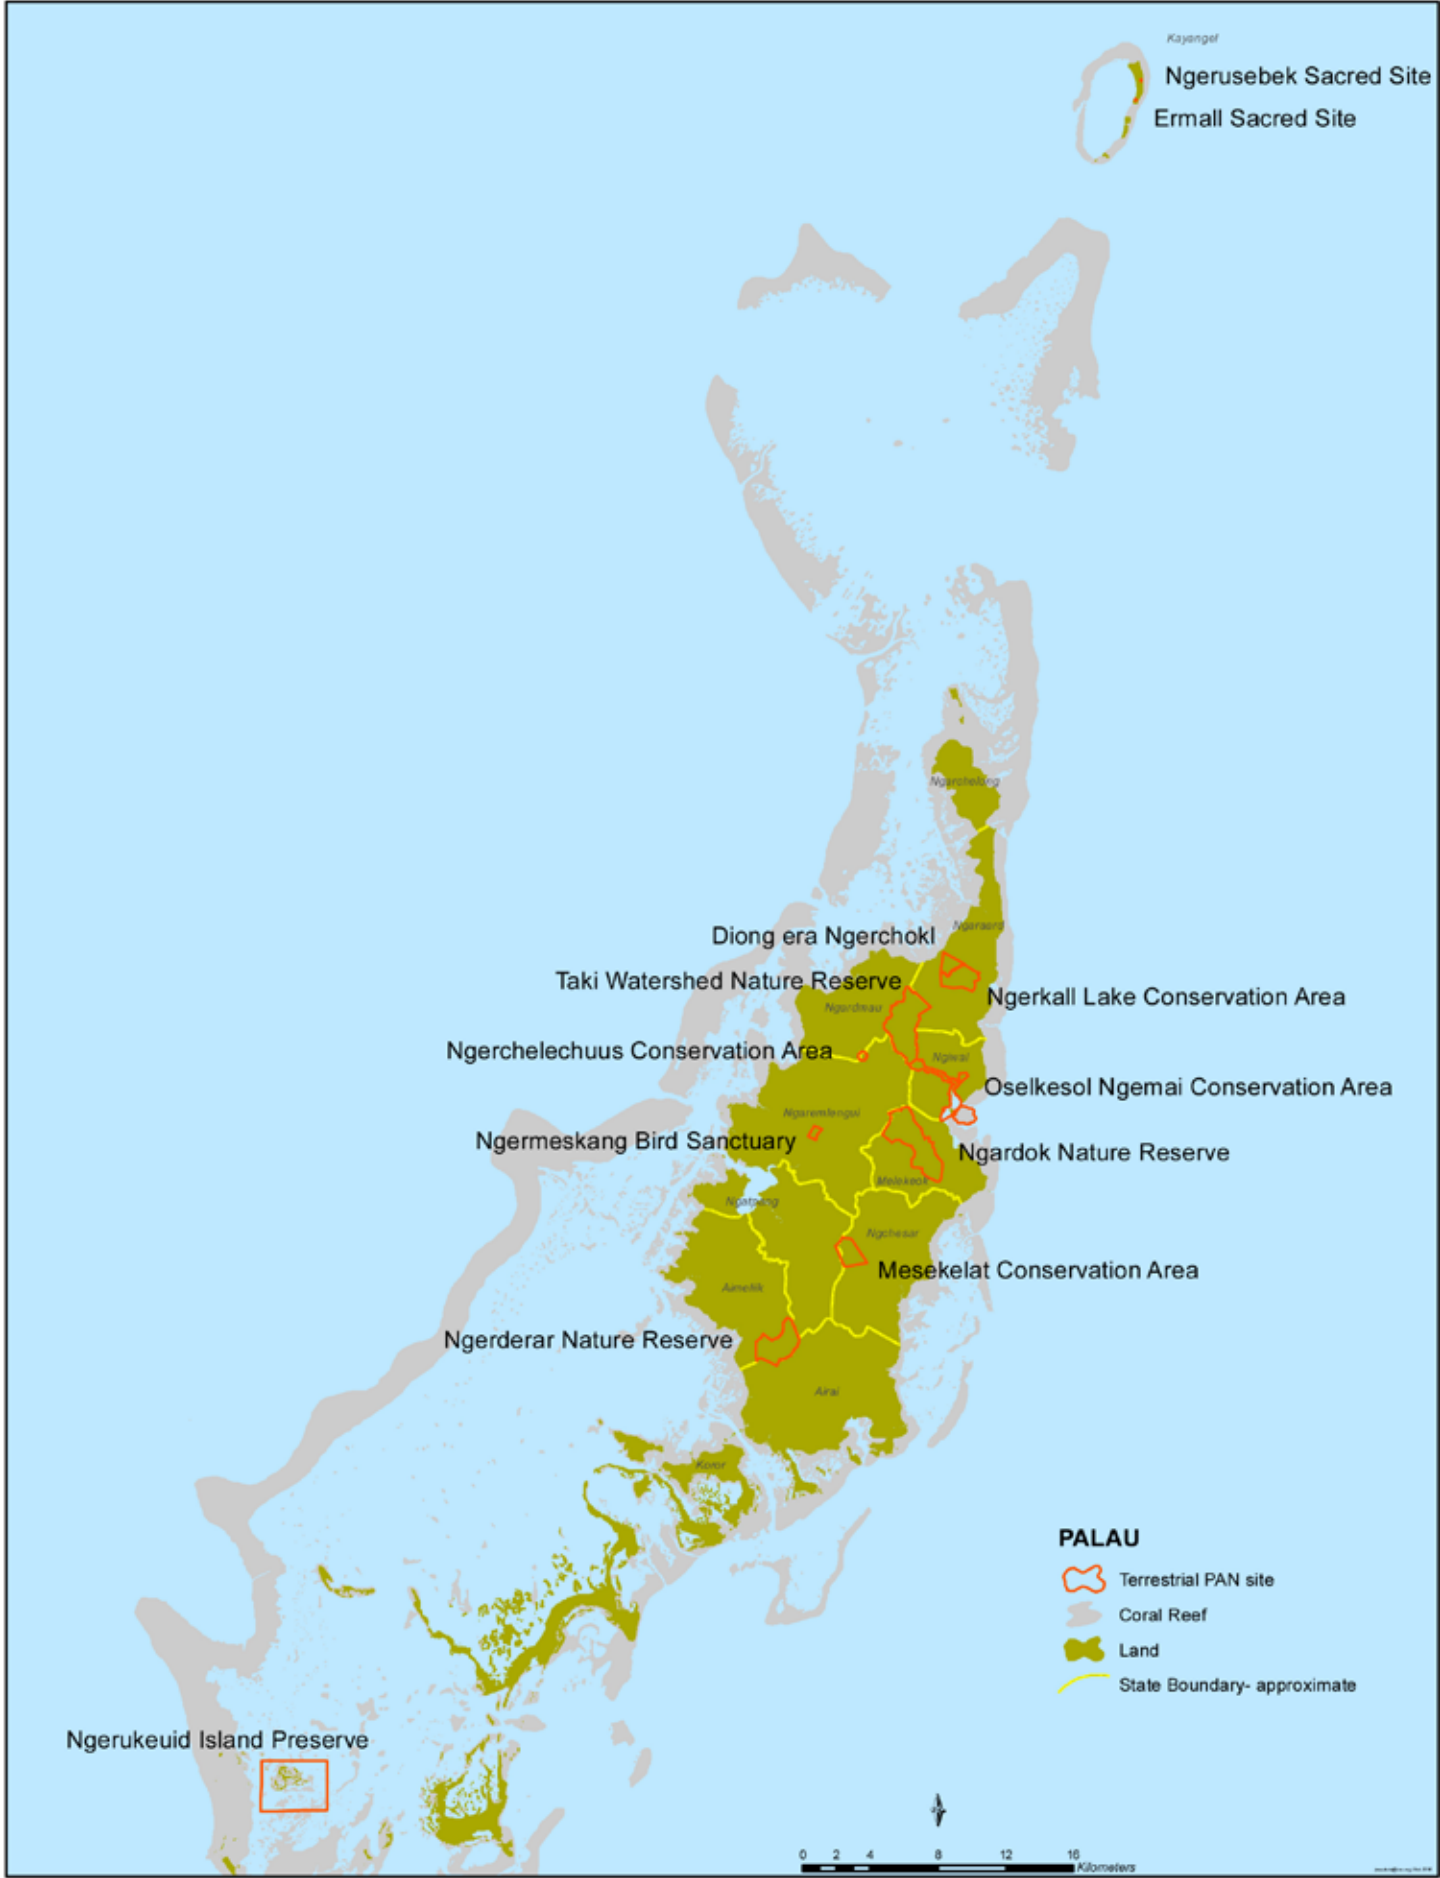 Kayangel
Ngerusebek Sacred Site
Ermall Sacred Site
Ngarchelong
Ngaraard
Diong era Ngerchokl
Taki Watershed Nature Reserve
Ngerkall Lake Conservation Area
Ngardmau
Ngerchelechuus Conservation Area
Ngiwal
Oselkesol Ngemai Conservation Area
Ngaremlengui
Ngermeskang Bird Sanctuary
Ngardok Nature Reserve
Melekeok
Ngatpang
Ngchesar
Mesekelat Conservation Area
Aimeliik
Ngerderar Nature Reserve
Airai
Koror
PALAU
Terrestrial PAN site
Coral Reef
Land
State Boundary- approximate
Ngerukeuid Island Preserve
0 2 4 8 12 16
Kilometers